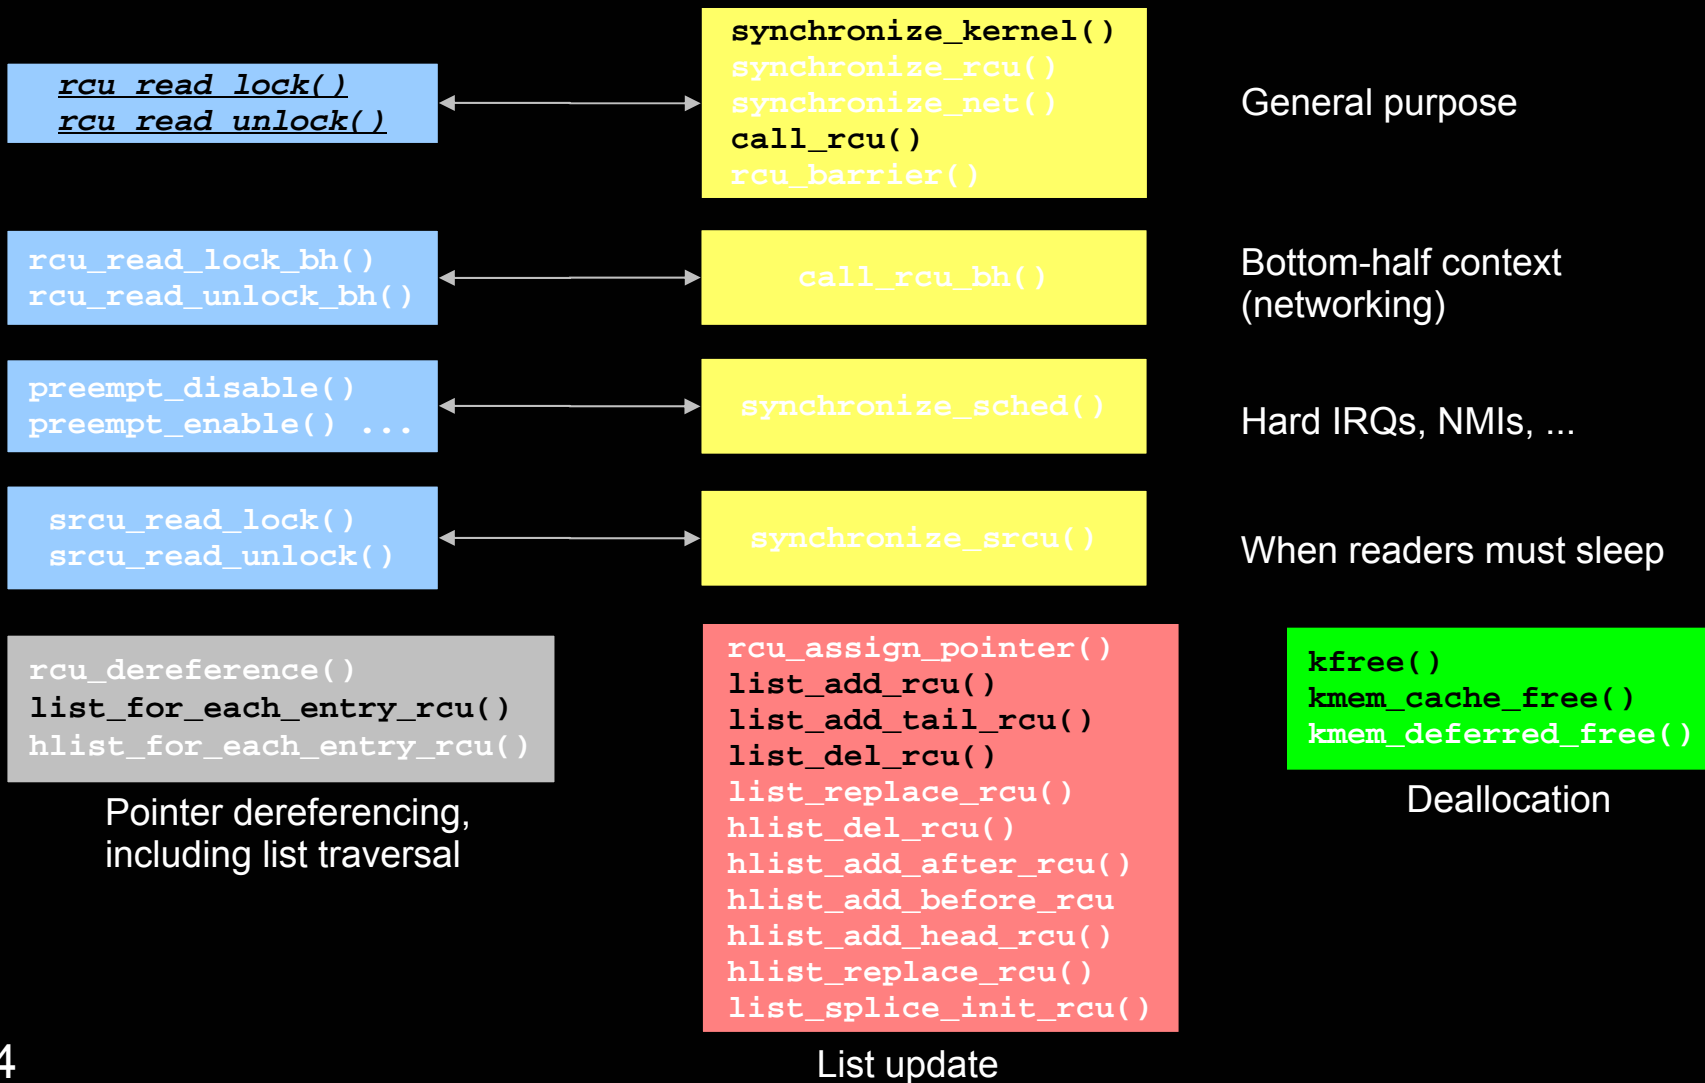 rcu_read_lock()
rcu_read_unlock()
synchronize_kernel()
synchronize_rcu()
synchronize_net()
call_rcu()
rcu_barrier()
General purpose
rcu_read_lock_bh()
rcu_read_unlock_bh()
call_rcu_bh()
Bottom-half context
(networking)
preempt_disable()
preempt_enable() ...
synchronize_sched()
Hard IRQs, NMIs, ...
srcu_read_lock()
srcu_read_unlock()
synchronize_srcu()
When readers must sleep
rcu_dereference()
list_for_each_entry_rcu()
hlist_for_each_entry_rcu()
Pointer dereferencing,
including list traversal
rcu_assign_pointer()
list_add_rcu()
list_add_tail_rcu()
list_del_rcu()
list_replace_rcu()
hlist_del_rcu()
hlist_add_after_rcu()
hlist_add_before_rcu
hlist_add_head_rcu()
hlist_replace_rcu()
list_splice_init_rcu()
List update
kfree()
kmem_cache_free()
kmem_deferred_free()
Deallocation
4